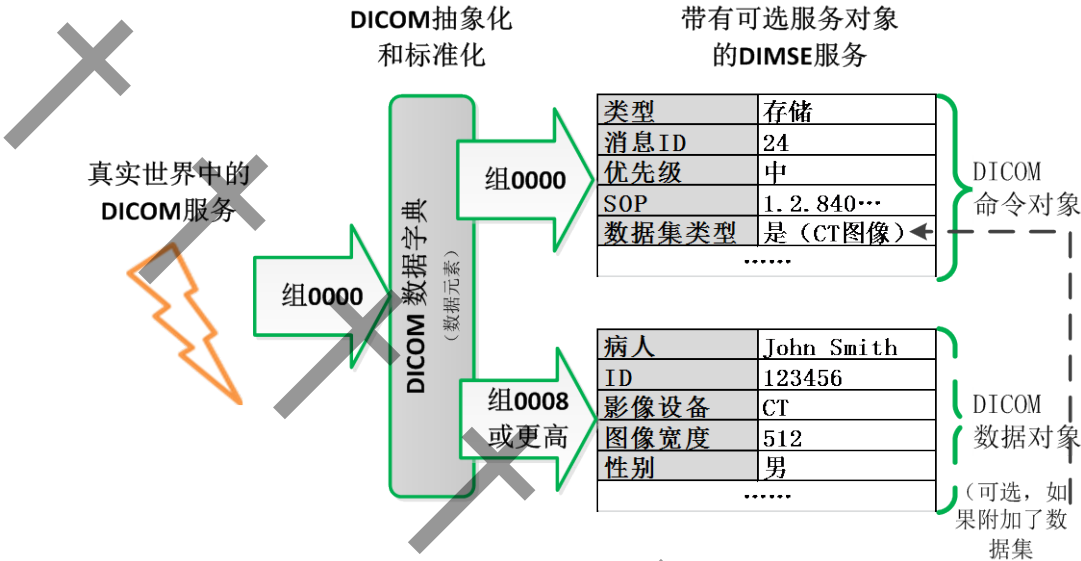 DICOM抽象化
和标准化
带有可选服务对象
的DIMSE服务
真实世界中的
DICOM服务
组0000
DICOM 数据字典
（数据元素）
组0000
组0008
或更高
类型 存储
消息ID 24
优先级 中
SOP 1.2.840…
数据集类型 是（CT图像）
……
DICOM
命令对象
病人 John Smith
ID 123456
影像设备 CT
图像宽度 512
性别 男
……
DICOM
数据对象
（可选，如
果附加了数
据集